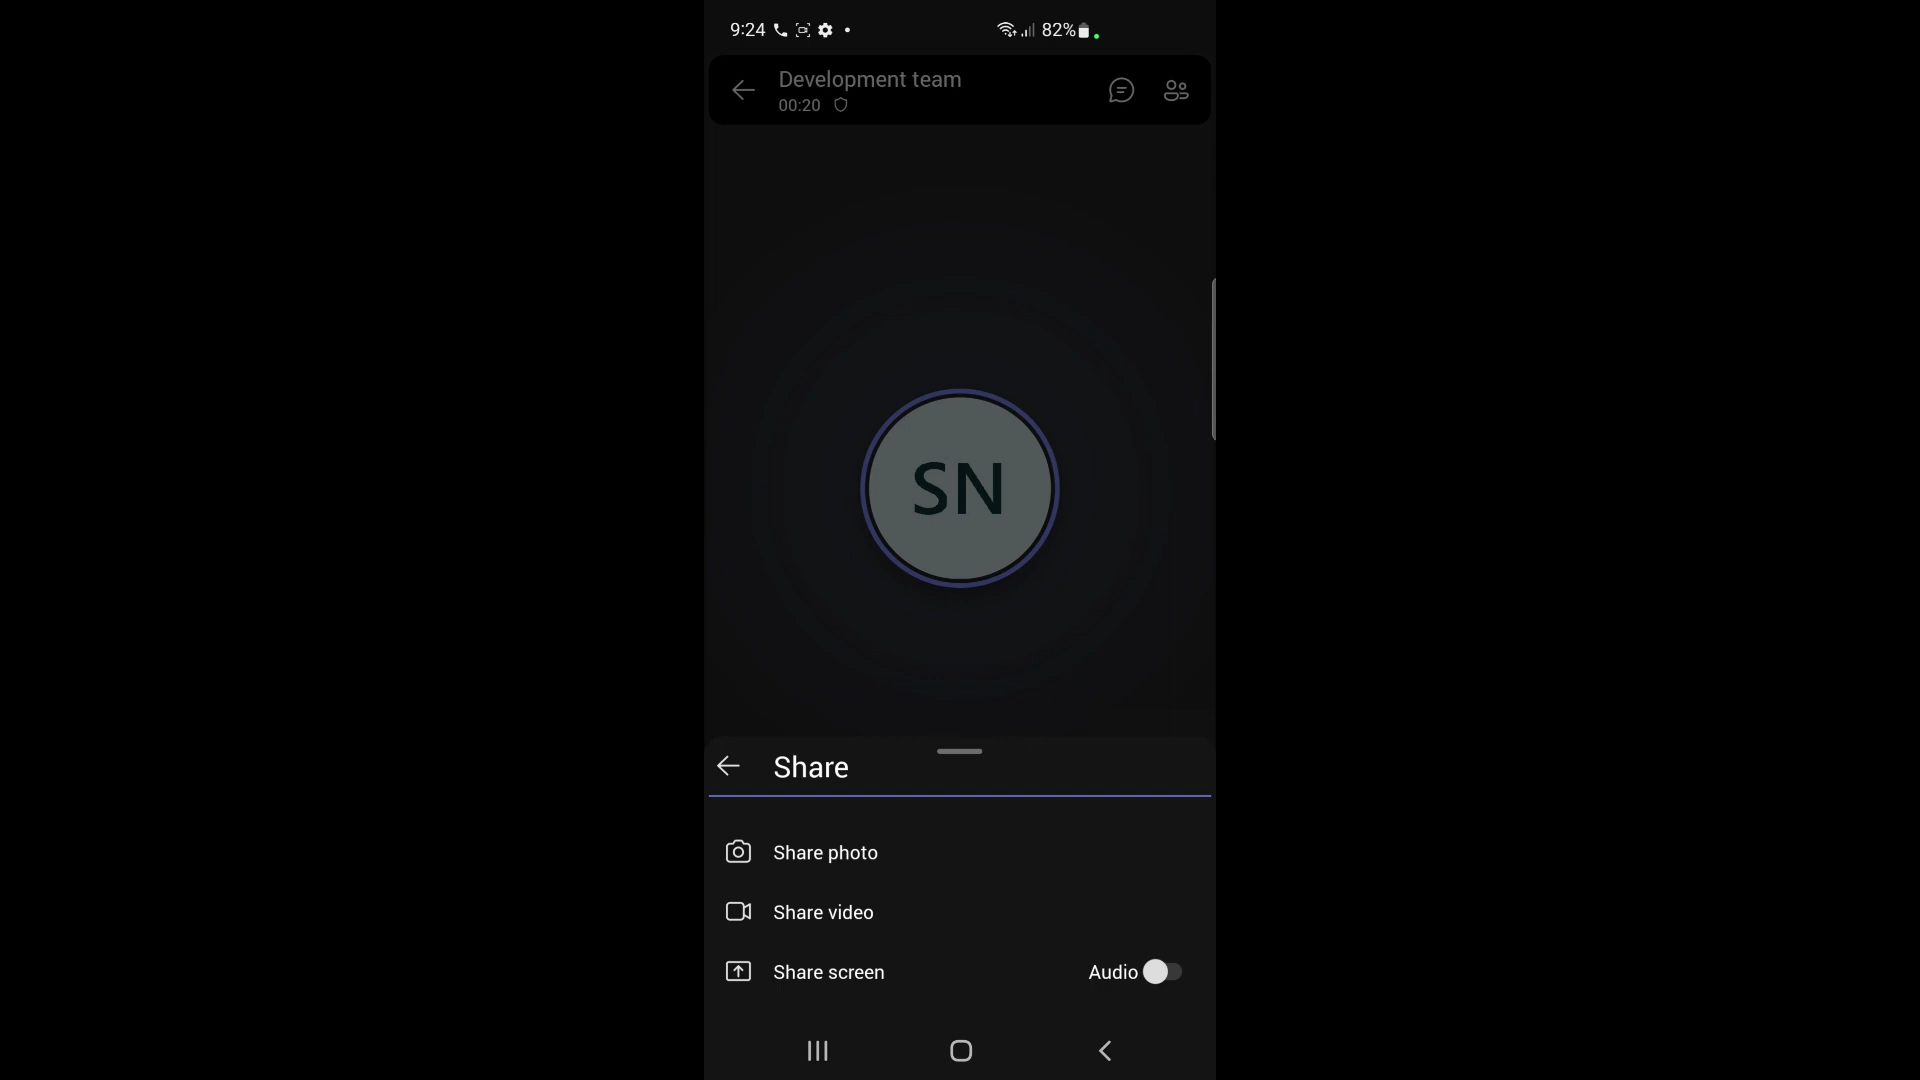 9:24
82%
Development team
00:20
SN
Share
Share photo
Share video
Share screen
Audio